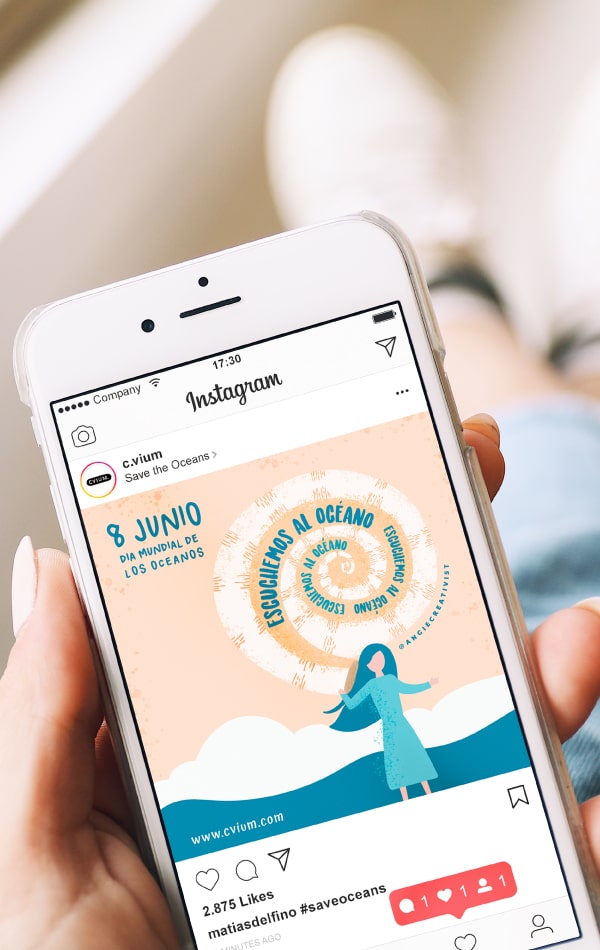 17:30
Company
Instagram
CVIUM.
c.vium
Save the Oceans >
8 JUNIO
DIA MUNDIAL DE
LOS OCEANOS
ESCUCHEMOS AL OCÉANO
ESCUCHEMOS AL OCÉANO
ESCUCHEMOS AL OCÉANO
@ANGIECREATIVIST
www.cvium.com
2.875 Likes
matiasdelfino #saveoceans
MINUTES AGO
1 1 1